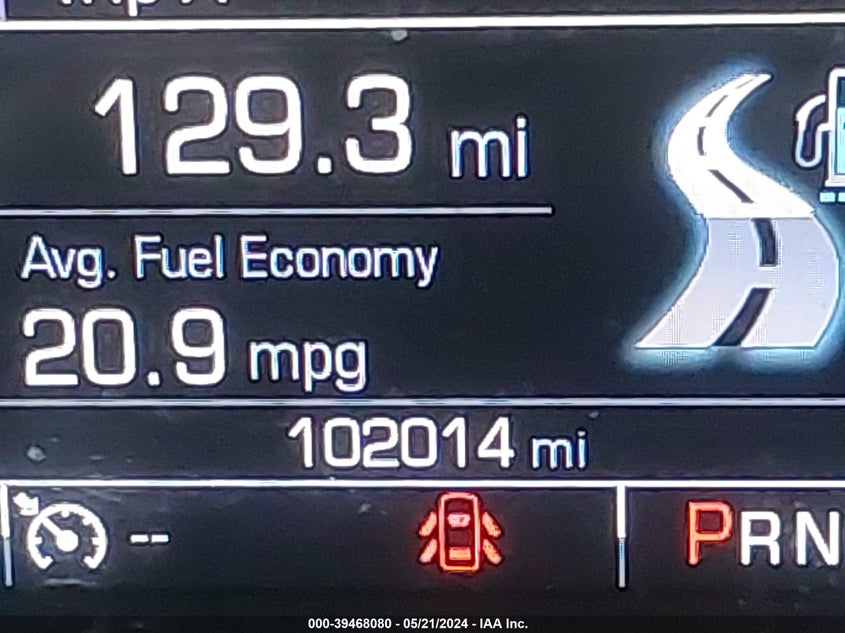 129.3 mi
Avg. Fuel Economy
20.9 mpg
102014 mi
--
PRN
000-39468080 - 05/21/2024 - IAA Inc.